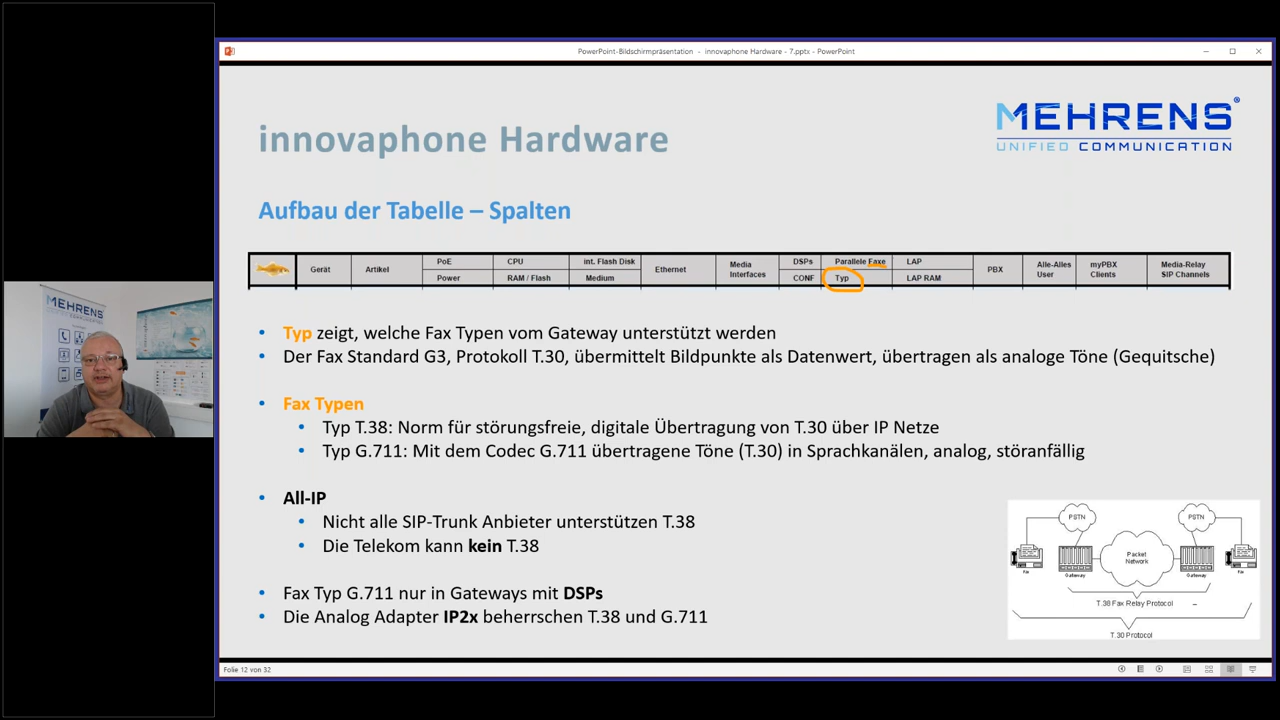 PowerPoint-Bildschirmpräsentation - innovaphone Hardware - 7.pptx - PowerPoint
innovaphone Hardware
MEHRENS®
UNIFIED COMMUNICATION
Aufbau der Tabelle – Spalten
Gerät
Artikel
PoE
Power
CPU
RAM / Flash
int. Flash Disk
Medium
Ethernet
Media
Interfaces
DSPs
CONF
Parallele Faxe
Typ
LAP
LAP RAM
PBX
Alle-Alles
User
myPBX
Clients
Media-Relay
SIP Channels
• Typ zeigt, welche Fax Typen vom Gateway unterstützt werden
• Der Fax Standard G3, Protokoll T.30, übermittelt Bildpunkte als Datenwert, übertragen als analoge Töne (Gequitsche)
• Fax Typen
• Typ T.38: Norm für störungsfreie, digitale Übertragung von T.30 über IP Netze
• Typ G.711: Mit dem Codec G.711 übertragene Töne (T.30) in Sprachkanälen, analog, störanfällig
• All-IP
• Nicht alle SIP-Trunk Anbieter unterstützen T.38
• Die Telekom kann kein T.38
• Fax Typ G.711 nur in Gateways mit DSPs
• Die Analog Adapter IP2x beherrschen T.38 und G.711
PSTN
PSTN
Packet
Network
Fax
Gateway
Gateway
Fax
T.38 Fax Relay Protocol
T.30 Protocol
MEHRENS
Folie 12 von 32